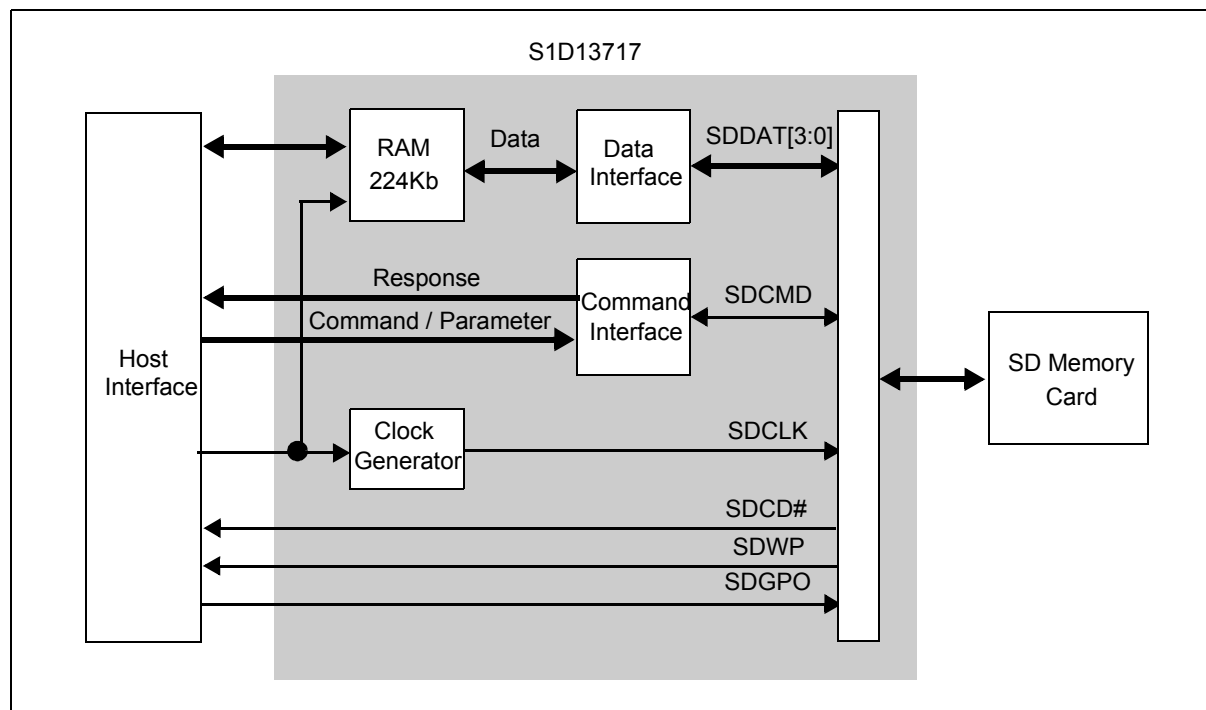 S1D13717
RAM
224Kb
Data
Data
Interface
SDDAT[3:0]
Response
Command / Parameter
Command
Interface
SDCMD
Host
Interface
SD Memory
Card
Clock
Generator
SDCLK
SDCD#
SDWP
SDGPO